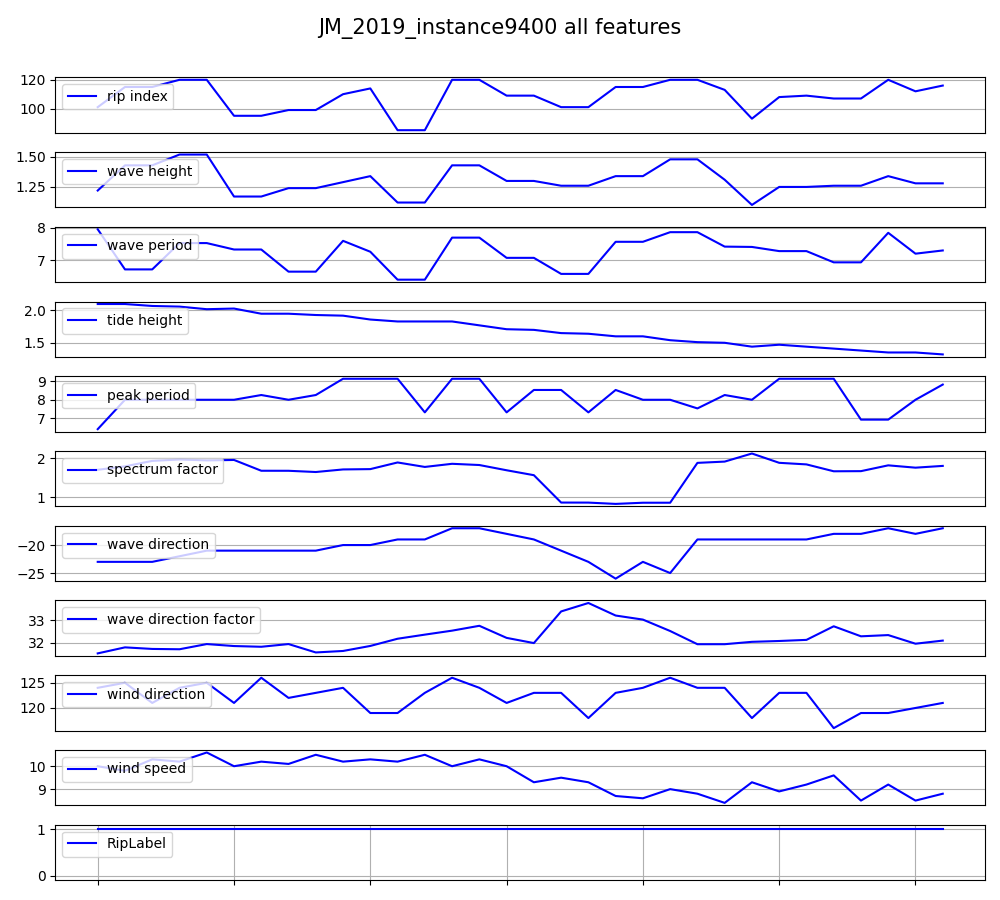 JM_2019_instance9400 all features
120
100
rip index
1.50
1.25
wave height
8
7
wave period
2.0
1.5
tide height
9
8
7
peak period
2
1
spectrum factor
−20
−25
wave direction
33
32
wave direction factor
125
120
wind direction
10
9
wind speed
1
0
RipLabel